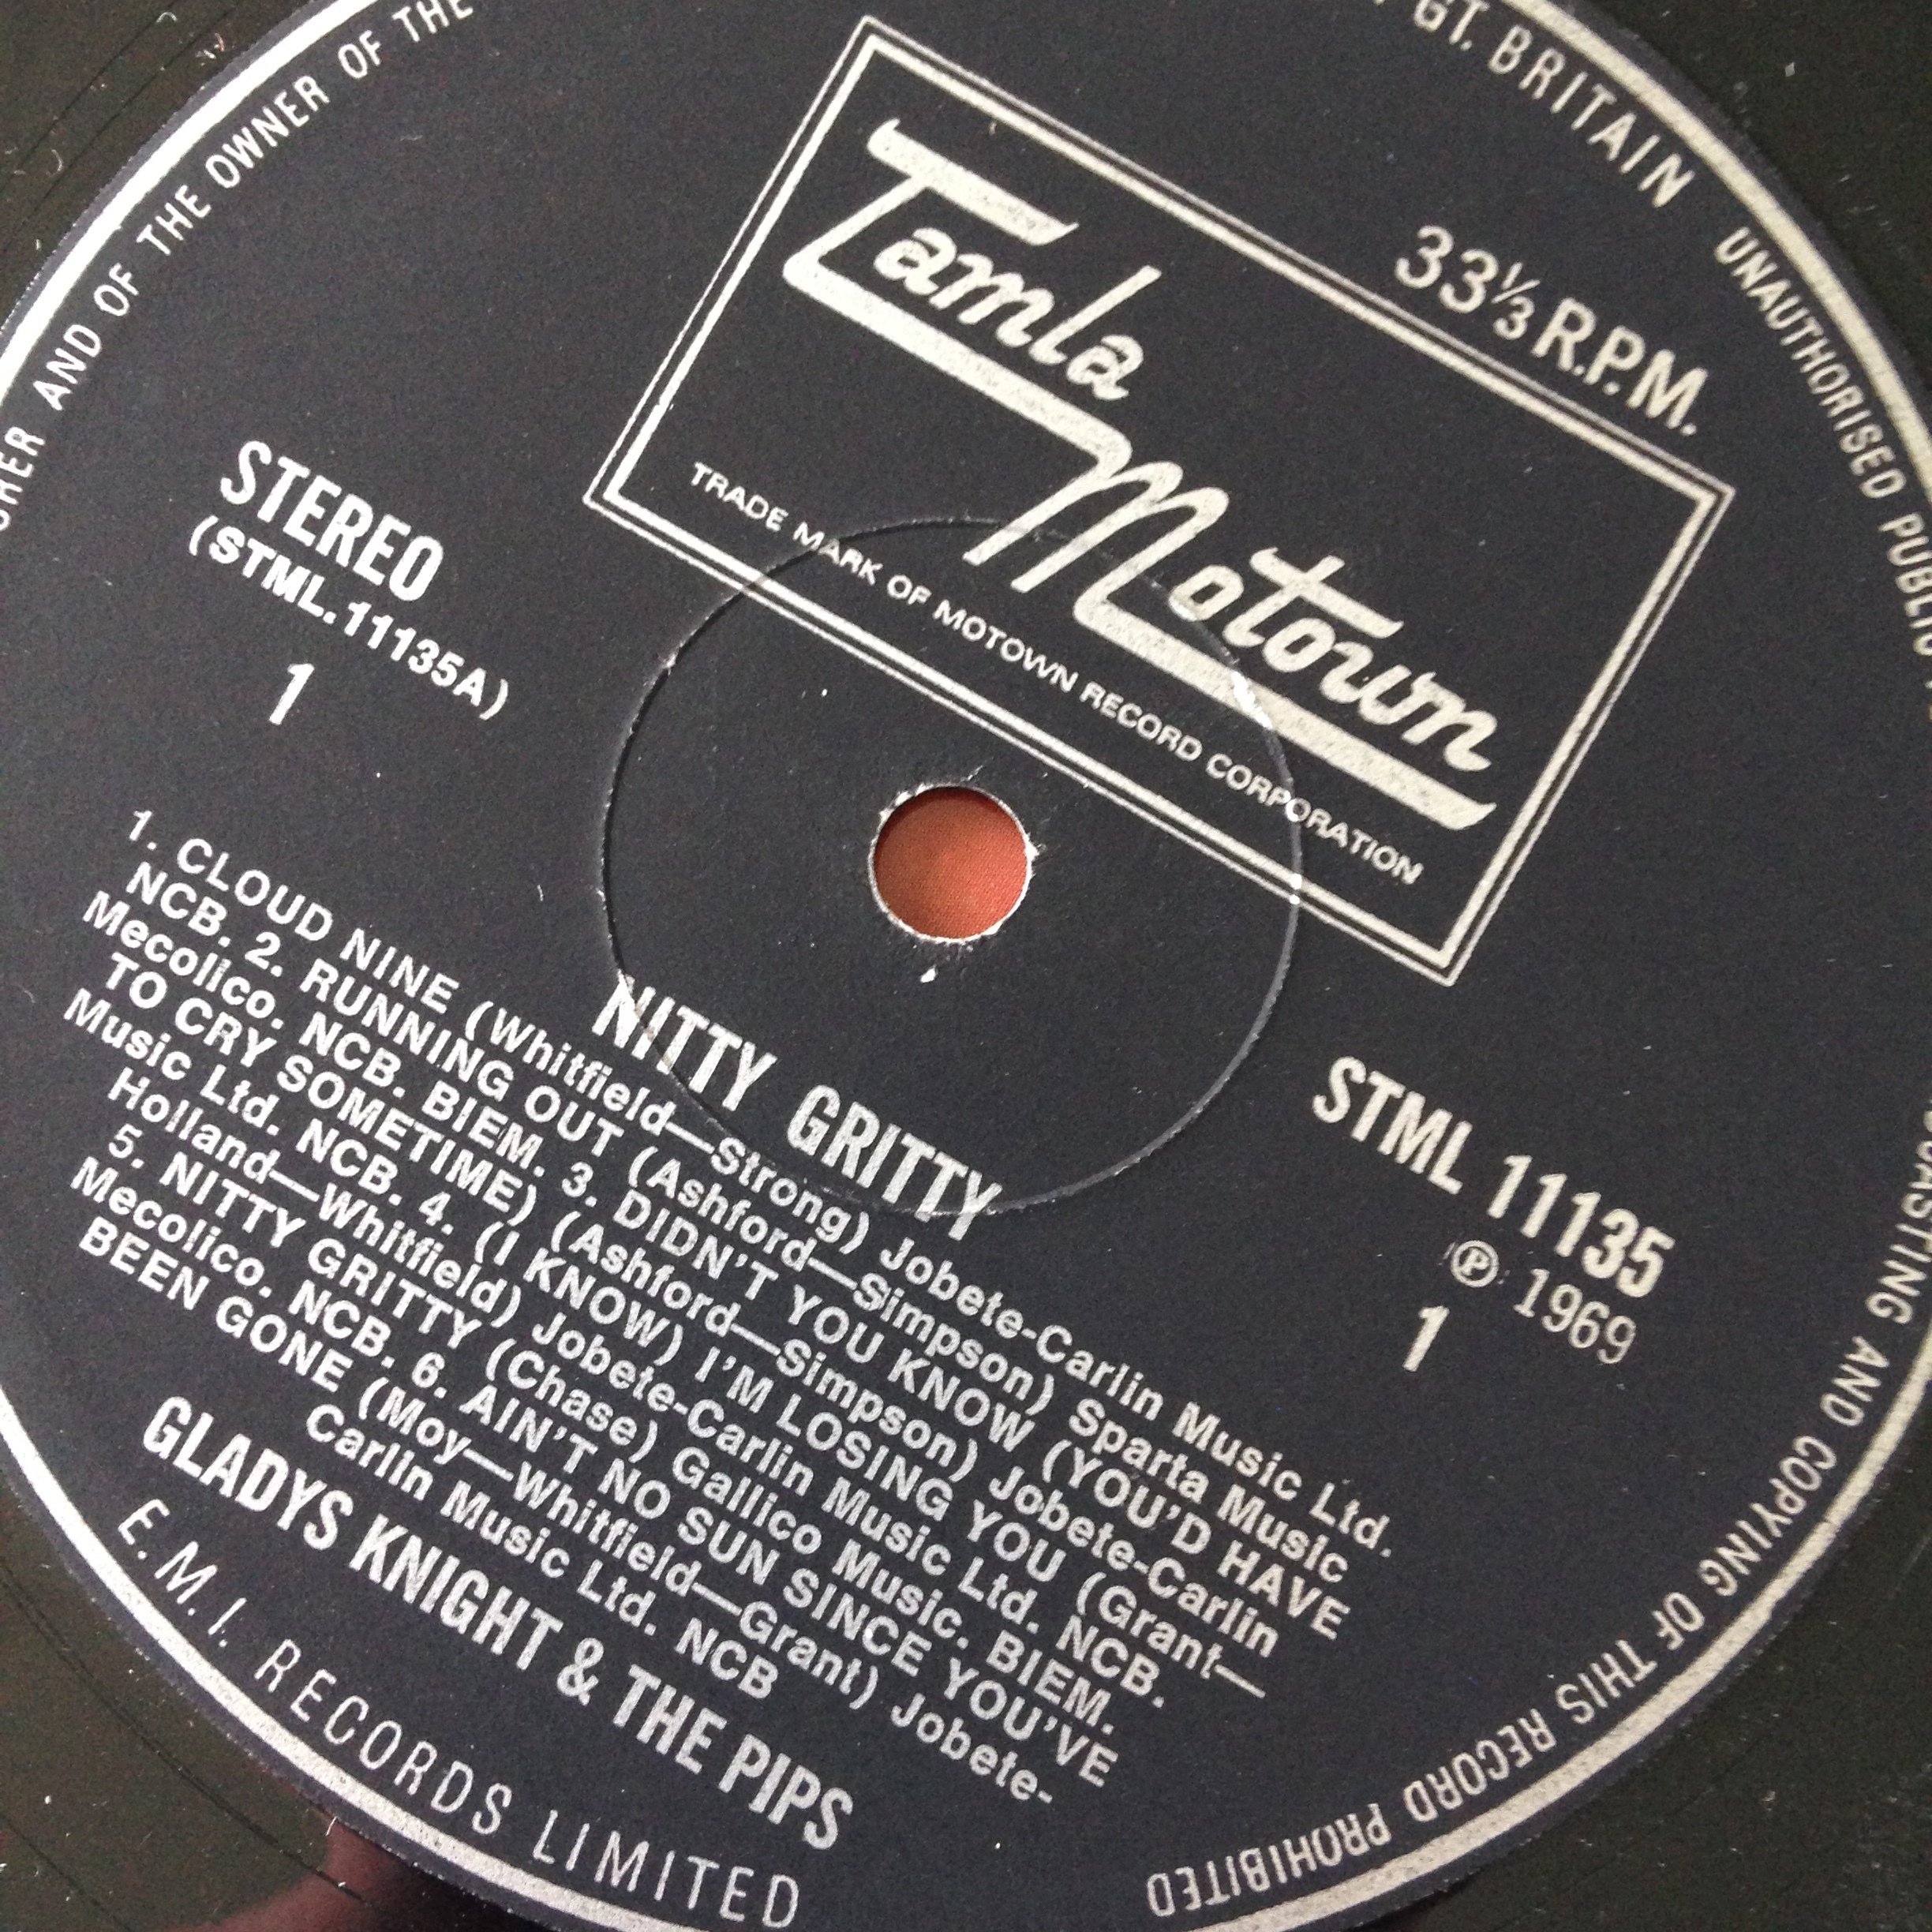 RER AND OF THE OWNER OF THE
GT. BRITAIN UNAUTHORISED PUBLIC
33⅓ R.P.M.
Tamla
Motown
TRADE MARK OF MOTOWN RECORD CORPORATION
STEREO
(STML.11135A)
1
STML 11135
Ⓟ 1969
1
NITTY GRITTY
1. CLOUD NINE (Whitfield—Strong) Jobete-Carlin Music Ltd.
NCB. 2. RUNNING OUT (Ashford—Simpson) Sparta Music
Mecolico. NCB. BIEM. 3. DIDN'T YOU KNOW (YOU'D HAVE
TO CRY SOMETIME) (Ashford—Simpson) Jobete-Carlin
Music Ltd. NCB. 4. (I KNOW) I'M LOSING YOU (Grant—
Holland—Whitfield) Jobete-Carlin Music Ltd. NCB.
5. NITTY GRITTY (Chase) Gallico Music. BIEM.
Mecolico. NCB. 6. AIN'T NO SUN SINCE YOU'VE
BEEN GONE (Moy—Whitfield—Grant) Jobete-
Carlin Music Ltd. NCB
GLADYS KNIGHT & THE PIPS
E.M.I. RECORDS LIMITED
CASTING AND COPYING OF THIS RECORD PROHIBITED